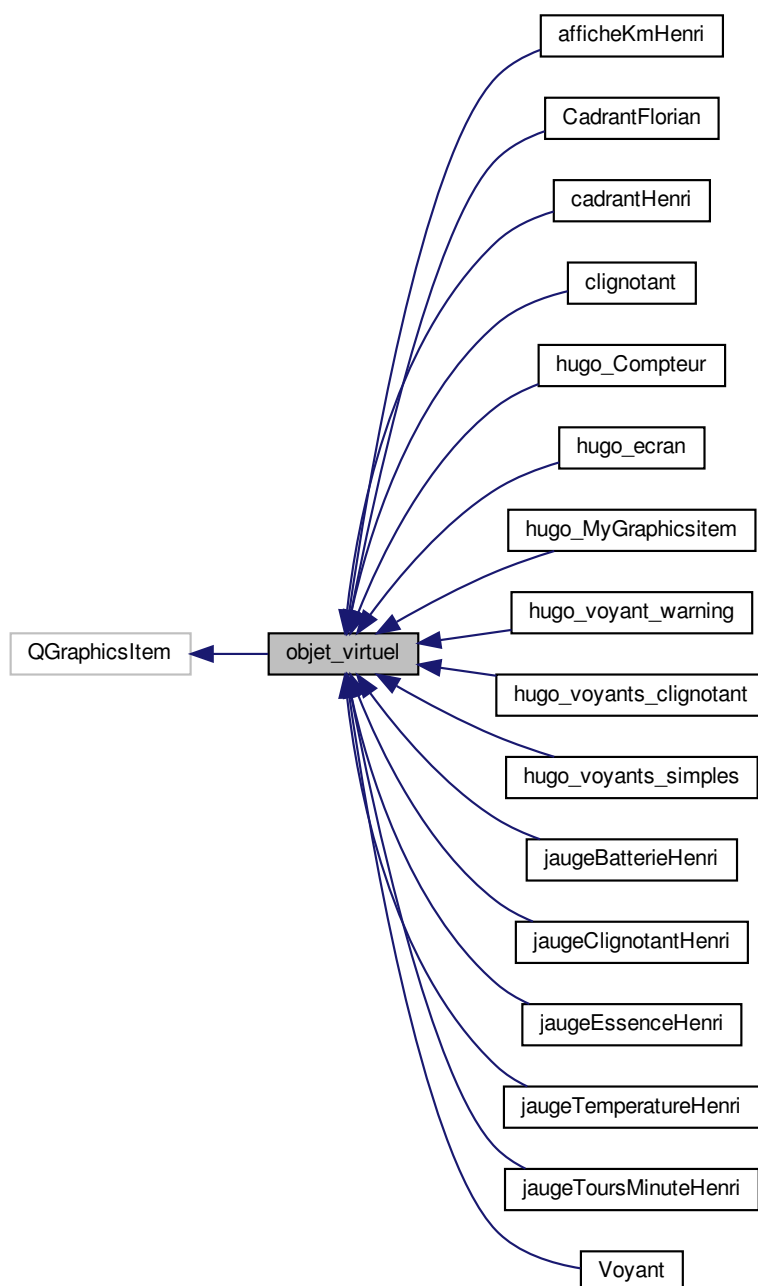 afficheKmHenri
CadrantFlorian
cadrantHenri
clignotant
hugo_Compteur
hugo_ecran
hugo_MyGraphicsitem
hugo_voyant_warning
QGraphicsItem
objet_virtuel
hugo_voyants_clignotant
hugo_voyants_simples
jaugeBatterieHenri
jaugeClignotantHenri
jaugeEssenceHenri
jaugeTemperatureHenri
jaugeToursMinuteHenri
Voyant